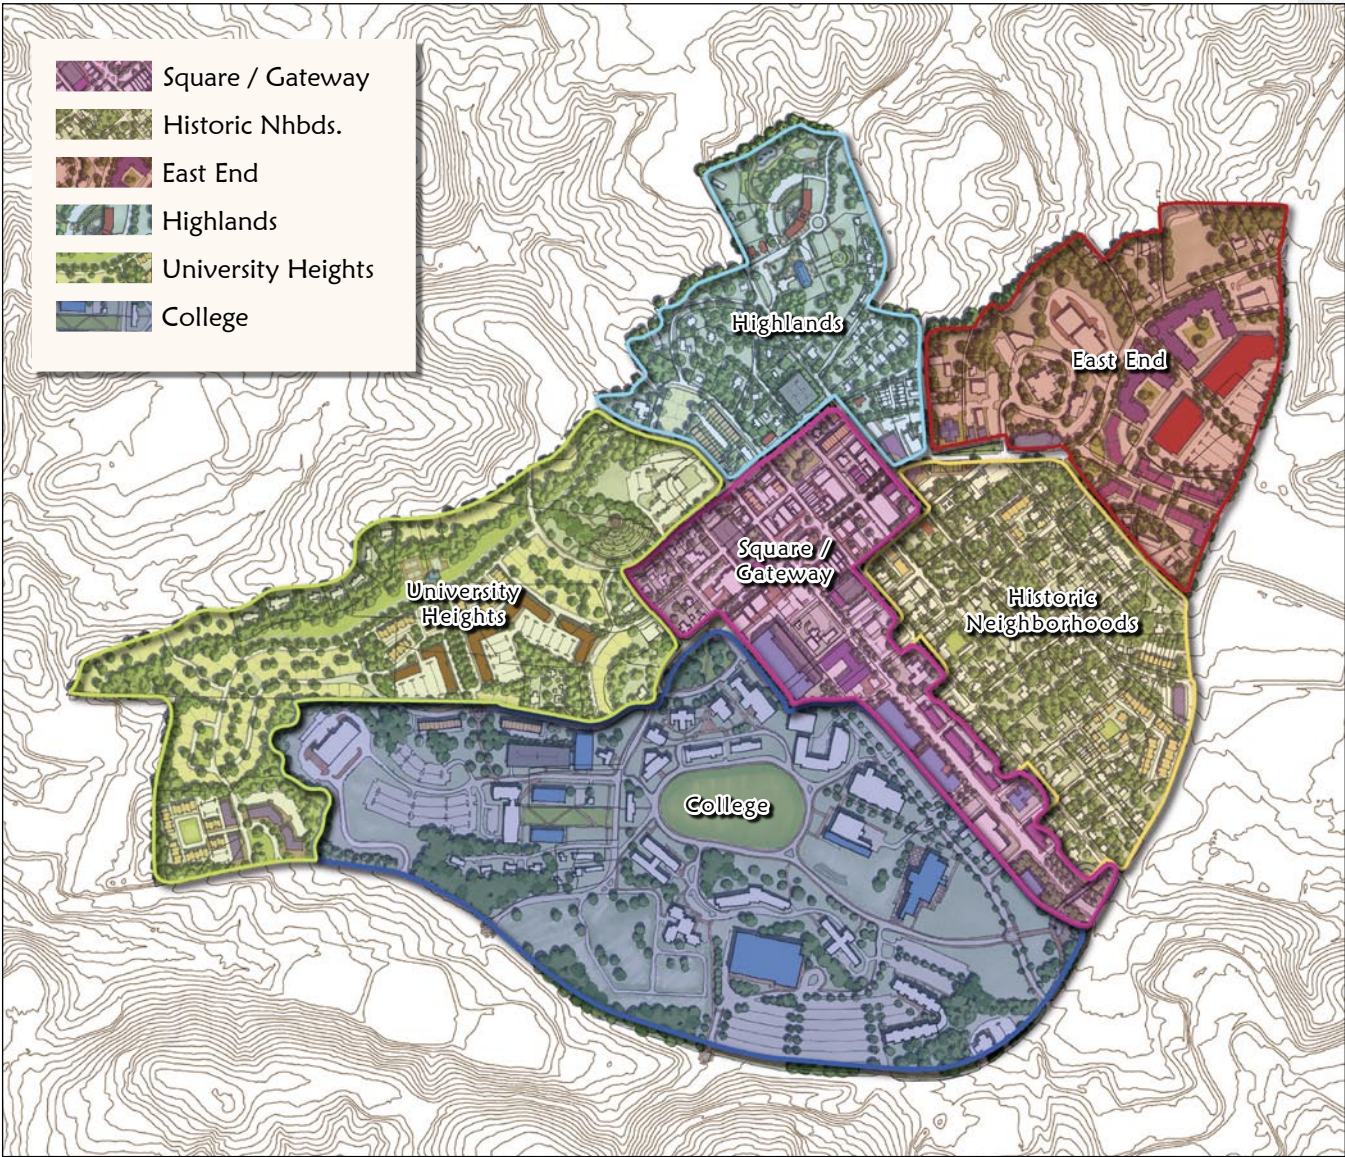 Square / Gateway
Historic Nhbds.
East End
Highlands
University Heights
College
Highlands
East End
Square /
Gateway
University
Heights
Historic
Neighborhoods
College